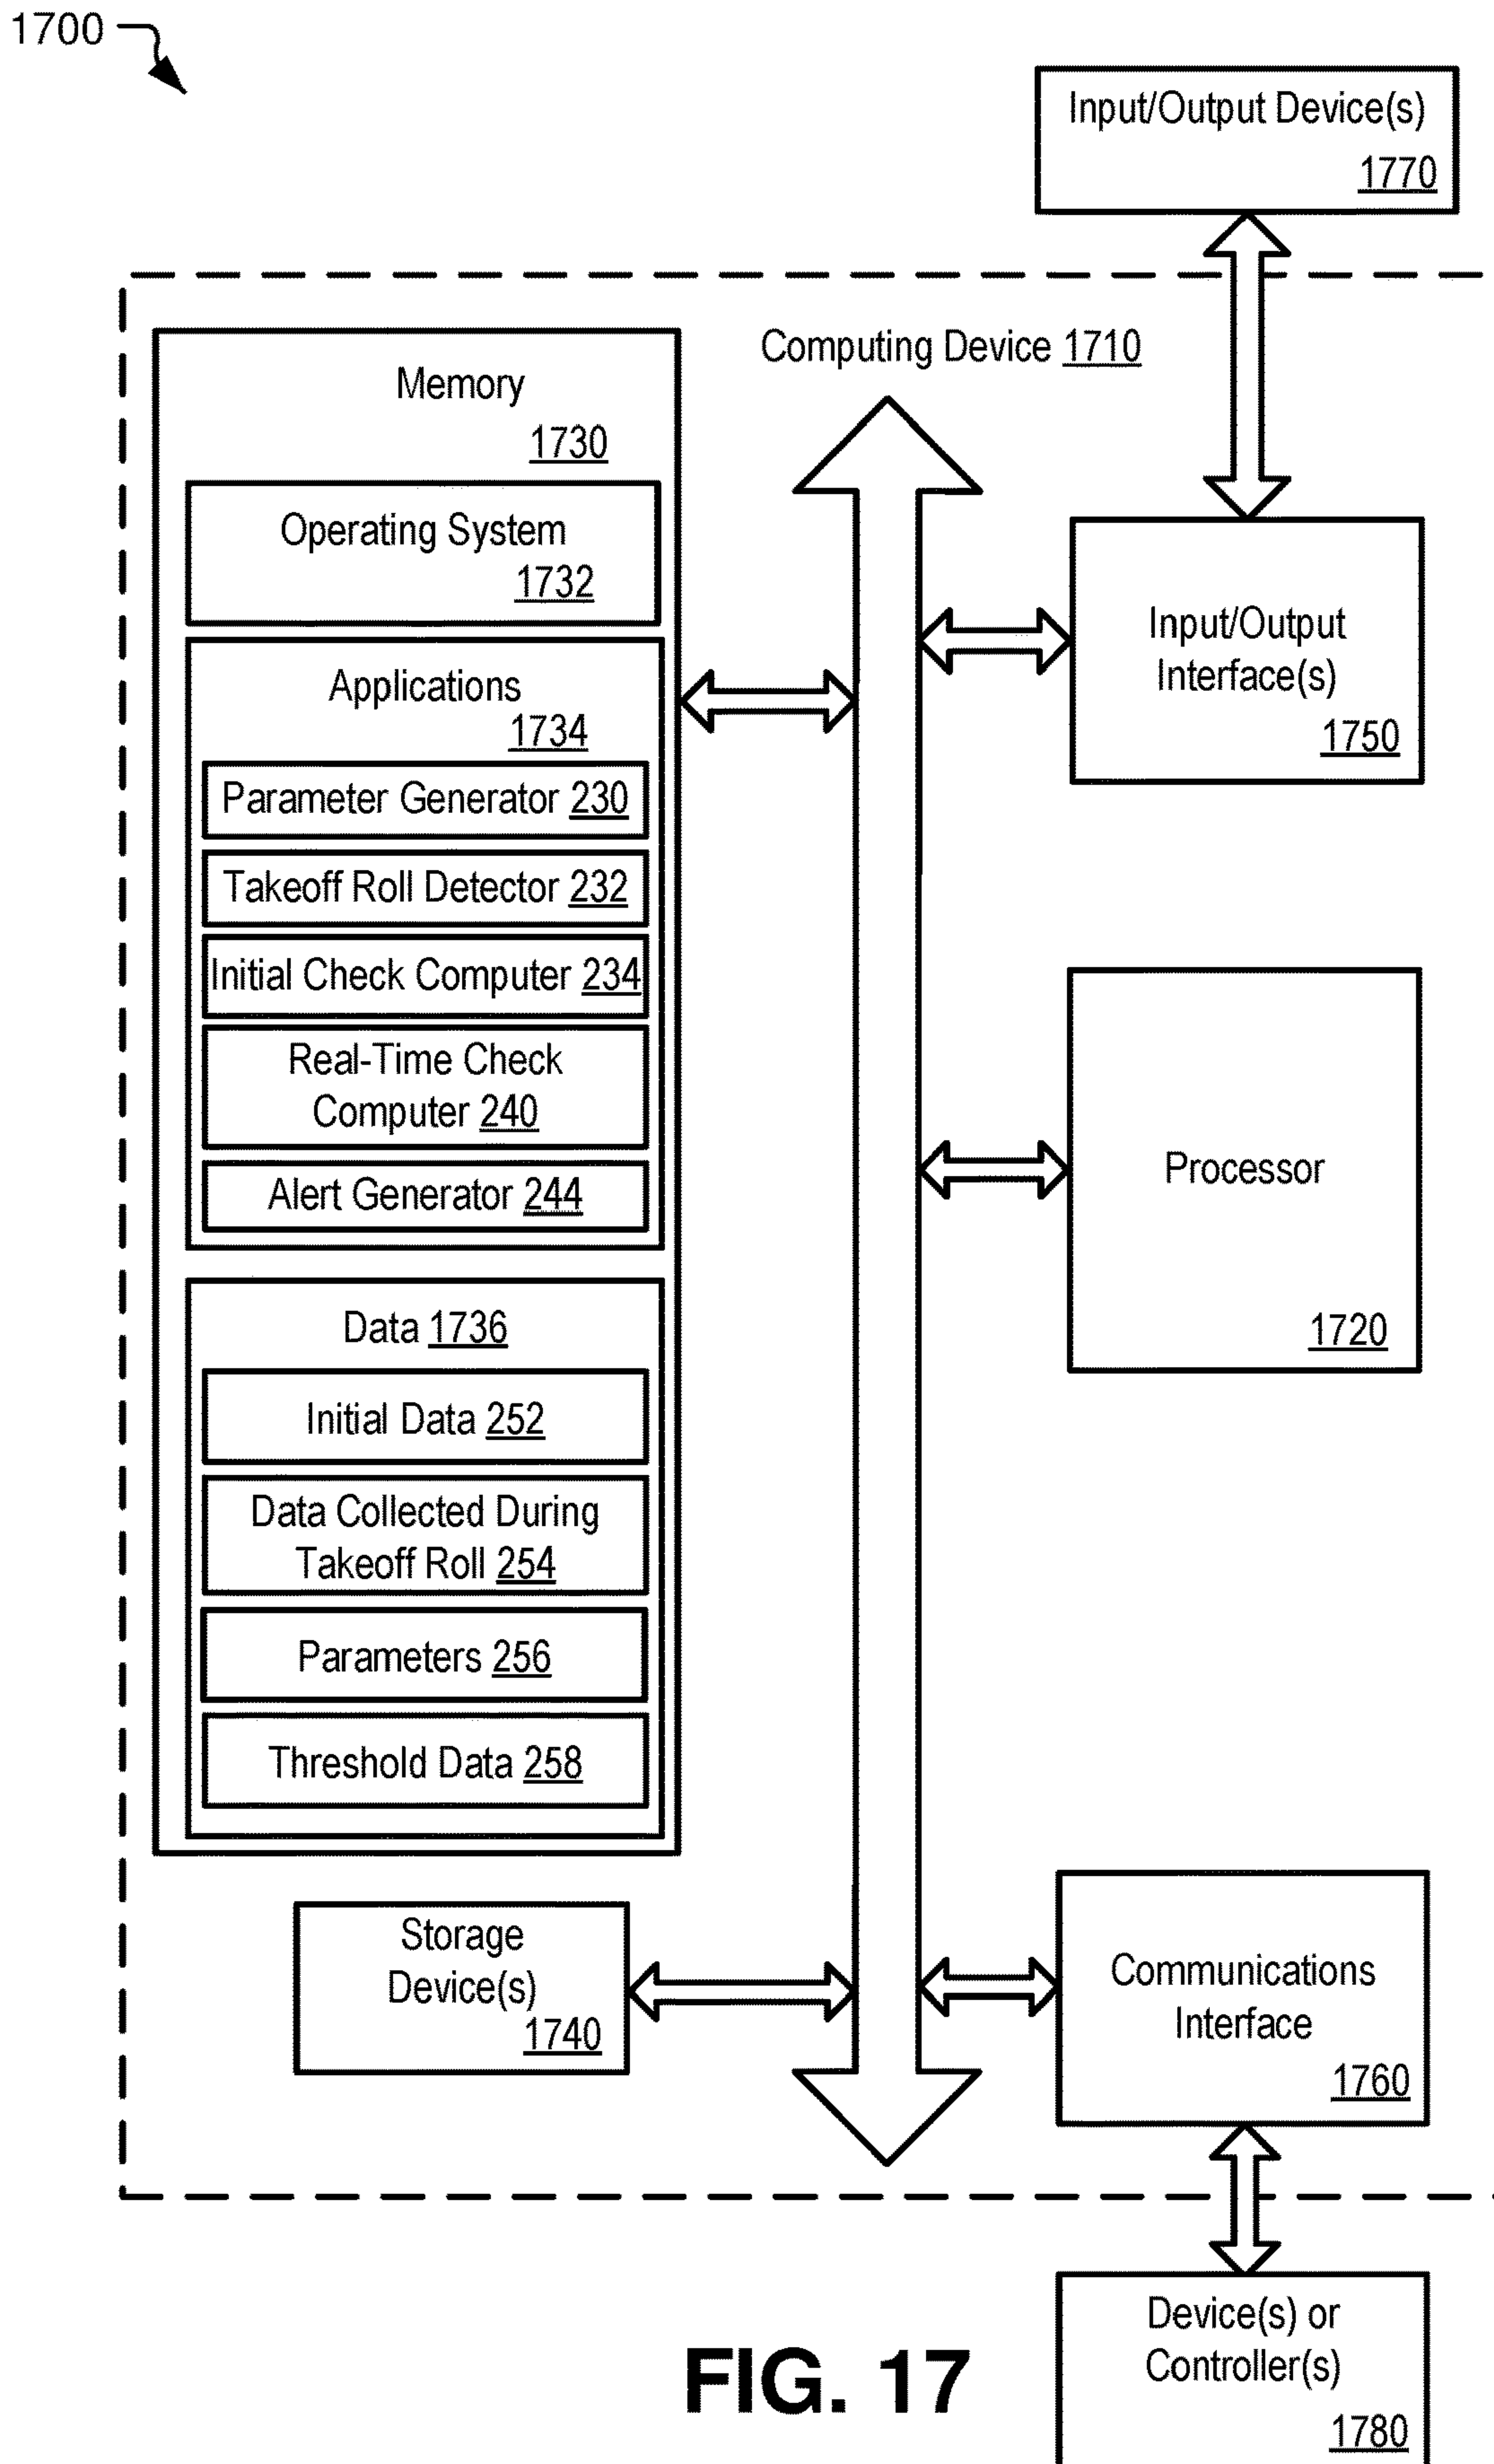 1700
Input/Output Device(s)
1770
Computing Device 1710
Memory
1730
Operating System
1732
Applications
1734
Parameter Generator 230
Takeoff Roll Detector 232
Initial Check Computer 234
Real-Time Check
Computer 240
Alert Generator 244
Data 1736
Initial Data 252
Data Collected During
Takeoff Roll 254
Parameters 256
Threshold Data 258
Storage
Device(s)
1740
Input/Output
Interface(s)
1750
Processor
1720
Communications
Interface
1760
Device(s) or
Controller(s)
1780
FIG. 17